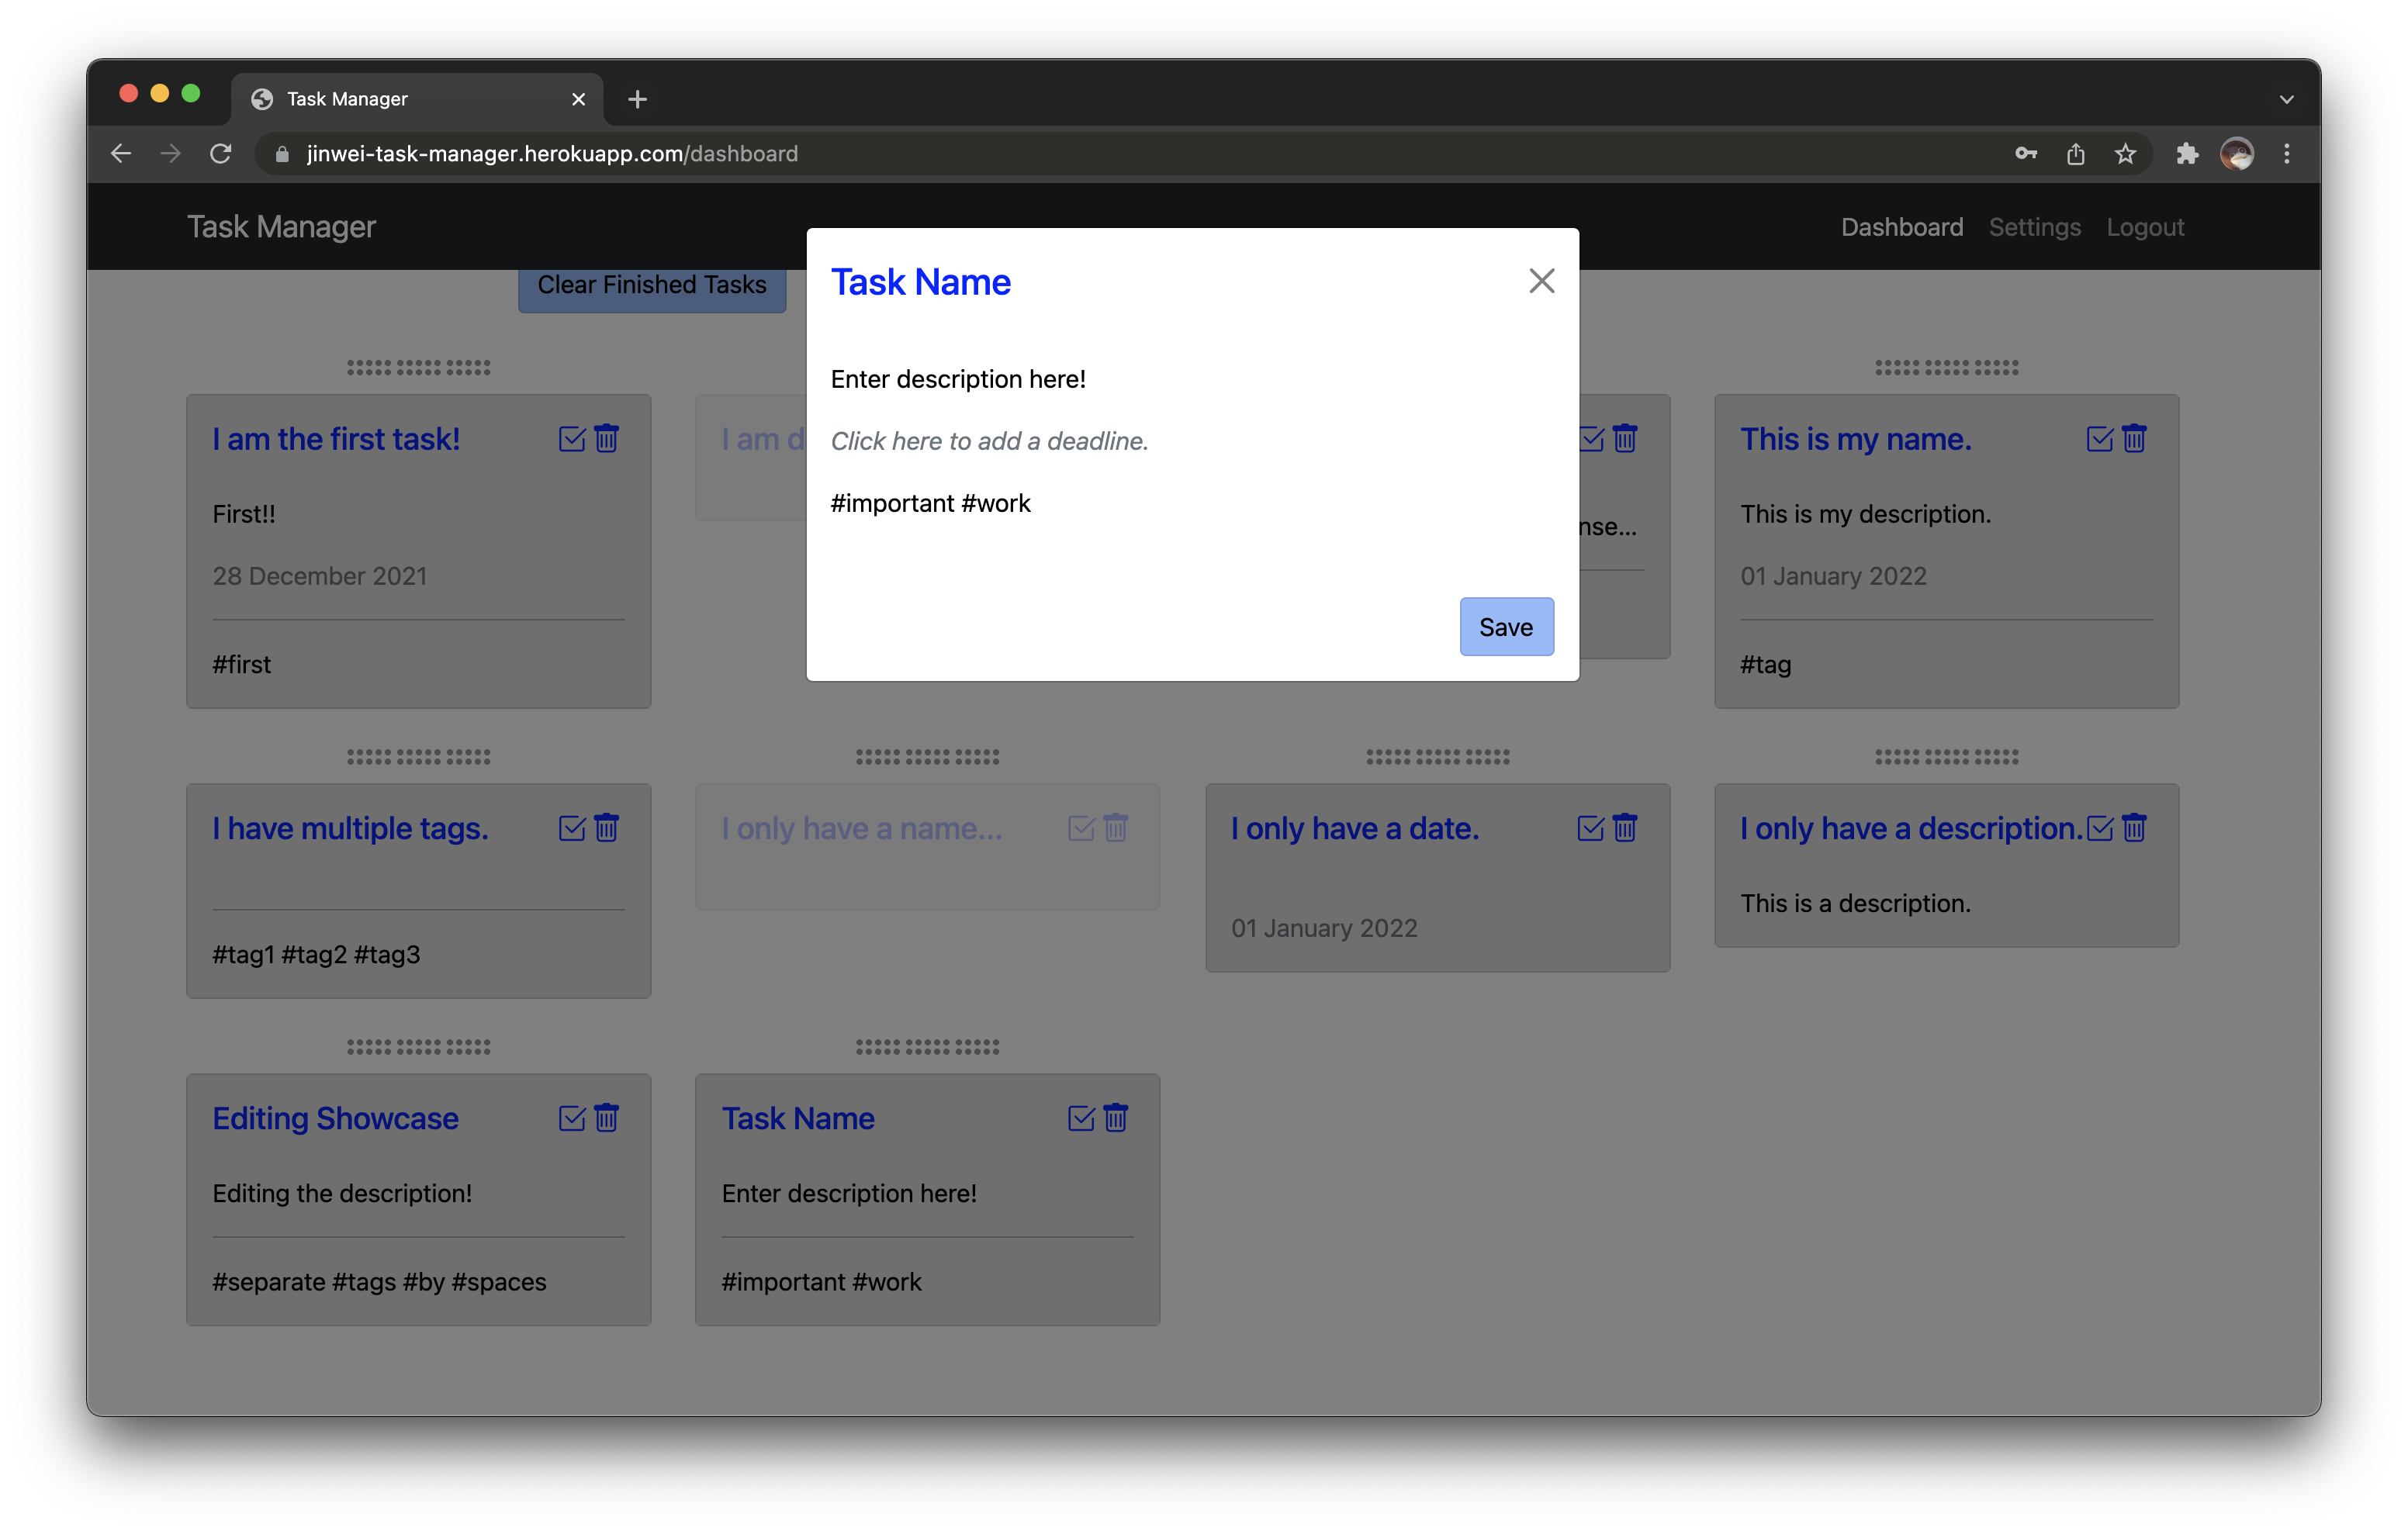 Task Manager
jinwei-task-manager.herokuapp.com/dashboard
Task Manager
Dashboard Settings Logout
Clear Finished Tasks
Task Name
Enter description here!
Click here to add a deadline.
#important #work
Save
I am the first task!
First!!
28 December 2021
#first
I am
This is my name.
This is my description.
01 January 2022
#tag
I have multiple tags.
#tag1 #tag2 #tag3
I only have a name...
I only have a date.
01 January 2022
I only have a description.
This is a description.
Editing Showcase
Editing the description!
#separate #tags #by #spaces
Task Name
Enter description here!
#important #work